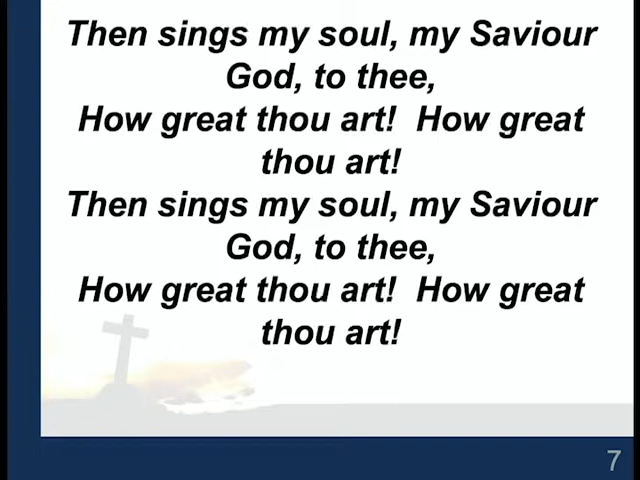 Then sings my soul, my Saviour
God, to thee,
How great thou art!  How great
thou art!
Then sings my soul, my Saviour
God, to thee,
How great thou art!  How great
thou art!
7